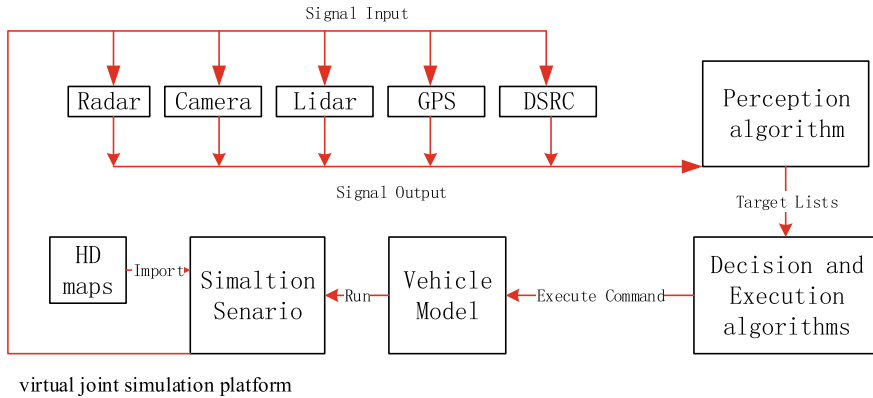 Signal Input
Radar
Camera
Lidar
GPS
DSRC
Perception
algorithm
Signal Output
Target Lists
HD
maps
Import
Simaltion
Senario
Run
Vehicle
Model
Execute Command
Decision and
Execution
algorithms
virtual joint simulation platform